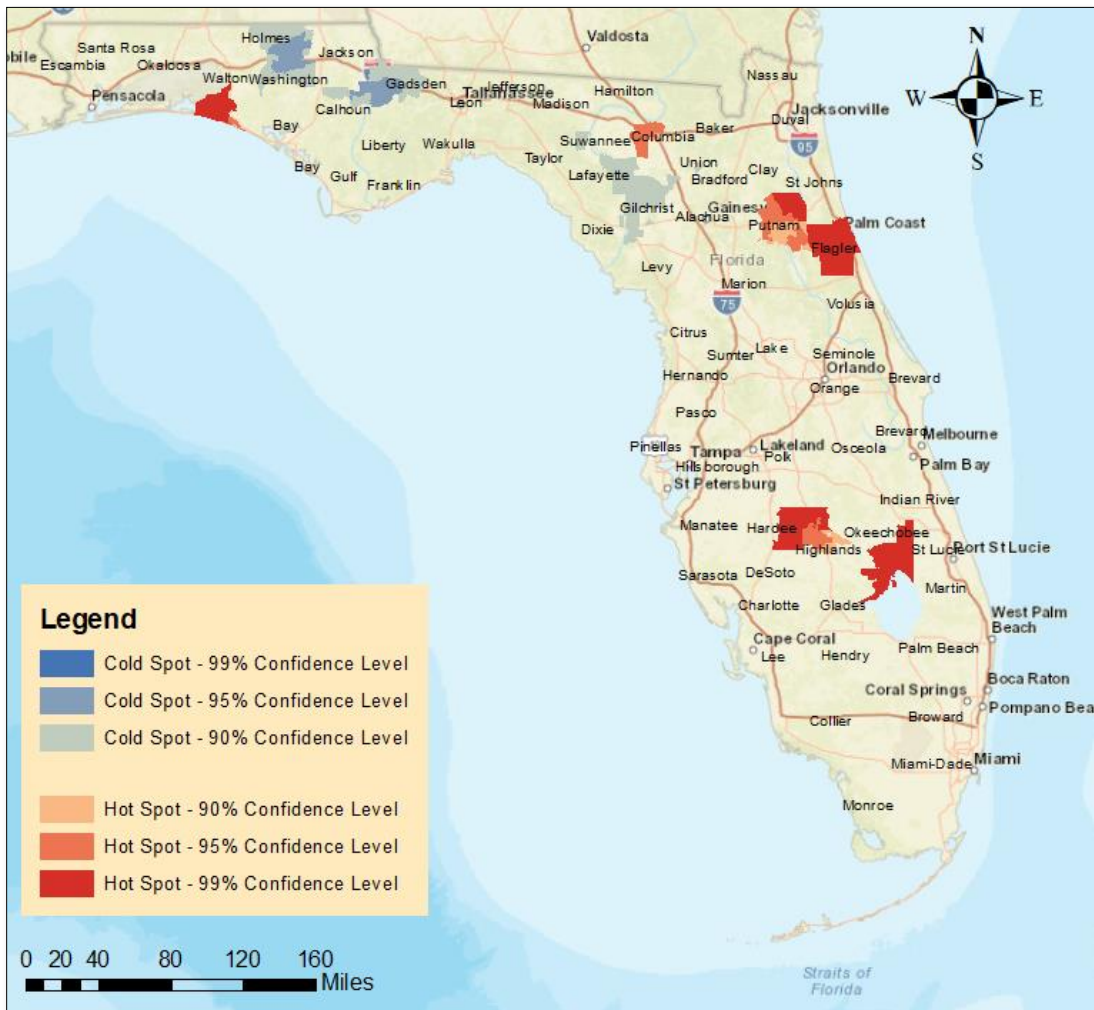 Valdosta
Holmes
Santa Rosa
Jackson
obile
Escambia
Okaloosa
Nassau
Walton
Washington
Gadsden
Jefferson
Hamilton
Pensacola
Tallahassee
Leon
Madison
Jacksonville
Calhoun
Duval
Bay
Baker
Columbia
Suwannee
95
Liberty
Wakulla
Taylor
Union
Clay
Bay
Gulf
Franklin
Lafayette
Bradford
St Johns
Gilchrist
Gainesv
Alachua
Putnam
Palm Coast
Dixie
Flagler
Florida
Levy
Marion
75
Volusia
Citrus
Sumter
Lake
Seminole
Orlando
Hernando
Orange
Brevard
Pasco
Brevard
Melbourne
Pinellas
Tampa
Lakeland
Polk
Osceola
Palm Bay
Hillsborough
St Petersburg
Indian River
Manatee
Hardee
Okeechobee
Highlands
St Lucie
Port St Lucie
Sarasota
DeSoto
Martin
Charlotte
Glades
West Palm
Beach
Cape Coral
Lee
Hendry
Palm Beach
Coral Springs
Boca Raton
Collier
Broward
Pompano Bea
Miami-Dade
Miami
Monroe
Straits of
Florida
N
W
E
S
Legend
Cold Spot - 99% Confidence Level
Cold Spot - 95% Confidence Level
Cold Spot - 90% Confidence Level
Hot Spot - 90% Confidence Level
Hot Spot - 95% Confidence Level
Hot Spot - 99% Confidence Level
0 20 40 80 120 160
Miles